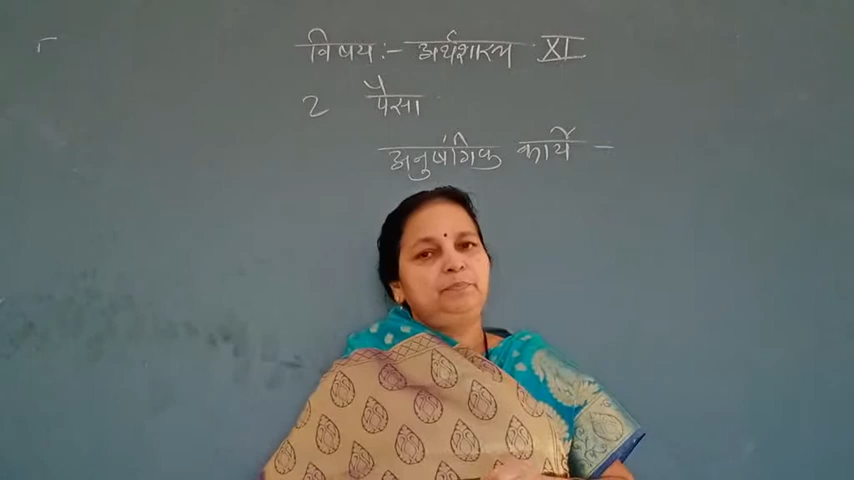 विषय :- अर्थशास्त्र XI
2 पैसा
अनुषंगिक कार्ये -